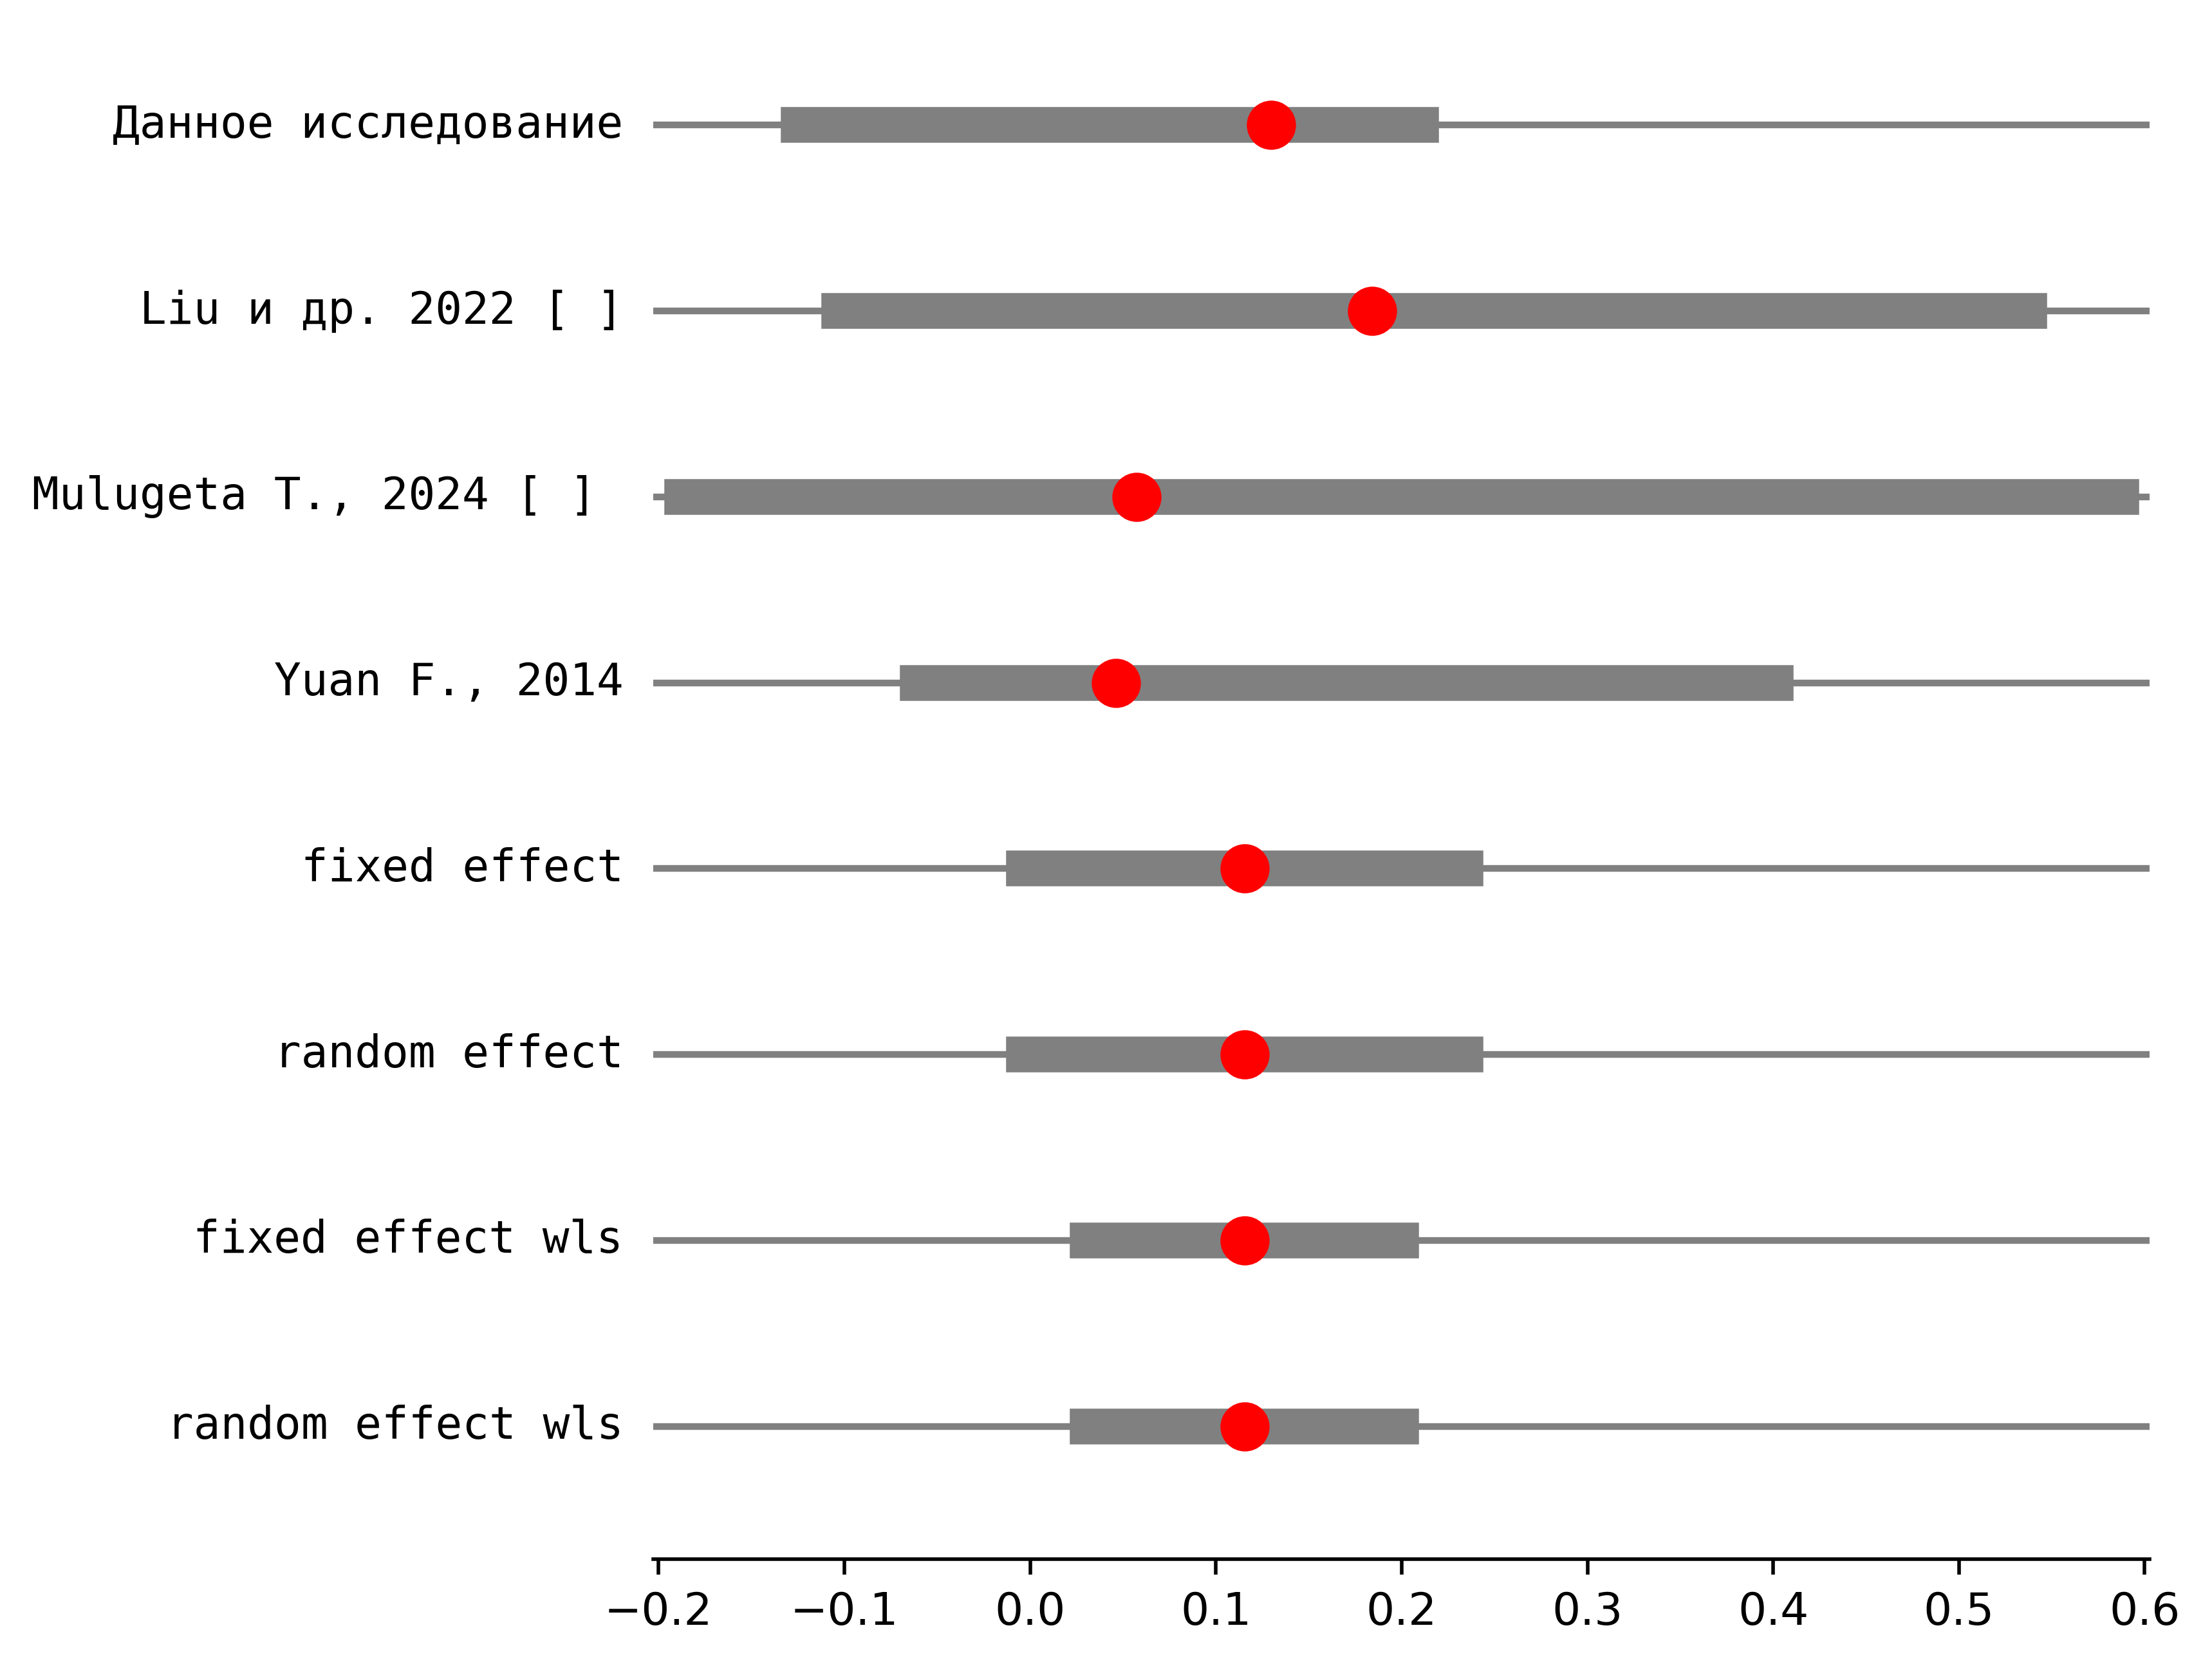 Данное исследование
Liu и др. 2022 [ ]
Mulugeta T., 2024 [ ]
Yuan F., 2014
fixed effect
random effect
fixed effect wls
random effect wls
−0.2 −0.1 0.0 0.1 0.2 0.3 0.4 0.5 0.6